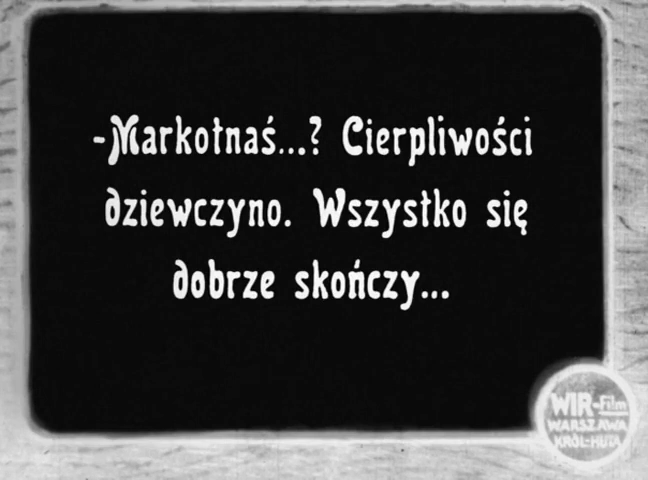 -Markotnaś...? Cierpliwości
dziewczyno. Wszystko się
dobrze skończy...
WIR-Film
WARSZAWA
KRÓL-HUTA